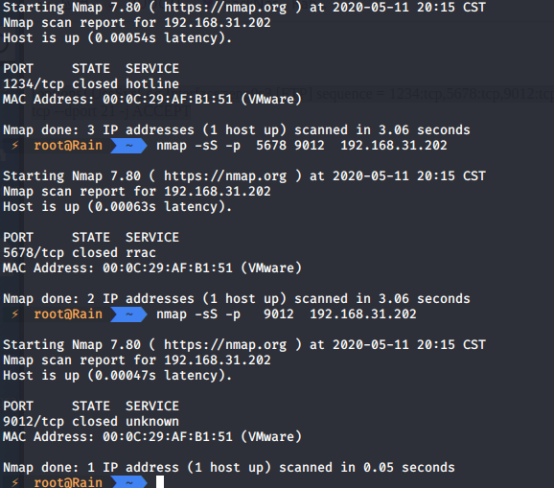 Starting Nmap 7.80 ( https://nmap.org ) at 2020-05-11 20:15 CST
Nmap scan report for 192.168.31.202
Host is up (0.00054s latency).
PORT     STATE  SERVICE
1234/tcp closed hotline
MAC Address: 00:0C:29:AF:B1:51 (VMware)
Nmap done: 3 IP addresses (1 host up) scanned in 3.06 seconds
⚡ root@Rain ~ nmap -sS -p  5678 9012  192.168.31.202
Starting Nmap 7.80 ( https://nmap.org ) at 2020-05-11 20:15 CST
Nmap scan report for 192.168.31.202
Host is up (0.00063s latency).
PORT     STATE  SERVICE
5678/tcp closed rrac
MAC Address: 00:0C:29:AF:B1:51 (VMware)
Nmap done: 2 IP addresses (1 host up) scanned in 3.06 seconds
⚡ root@Rain ~ nmap -sS -p   9012  192.168.31.202
Starting Nmap 7.80 ( https://nmap.org ) at 2020-05-11 20:15 CST
Nmap scan report for 192.168.31.202
Host is up (0.00047s latency).
PORT     STATE  SERVICE
9012/tcp closed unknown
MAC Address: 00:0C:29:AF:B1:51 (VMware)
Nmap done: 1 IP address (1 host up) scanned in 0.05 seconds
⚡ root@Rain ~